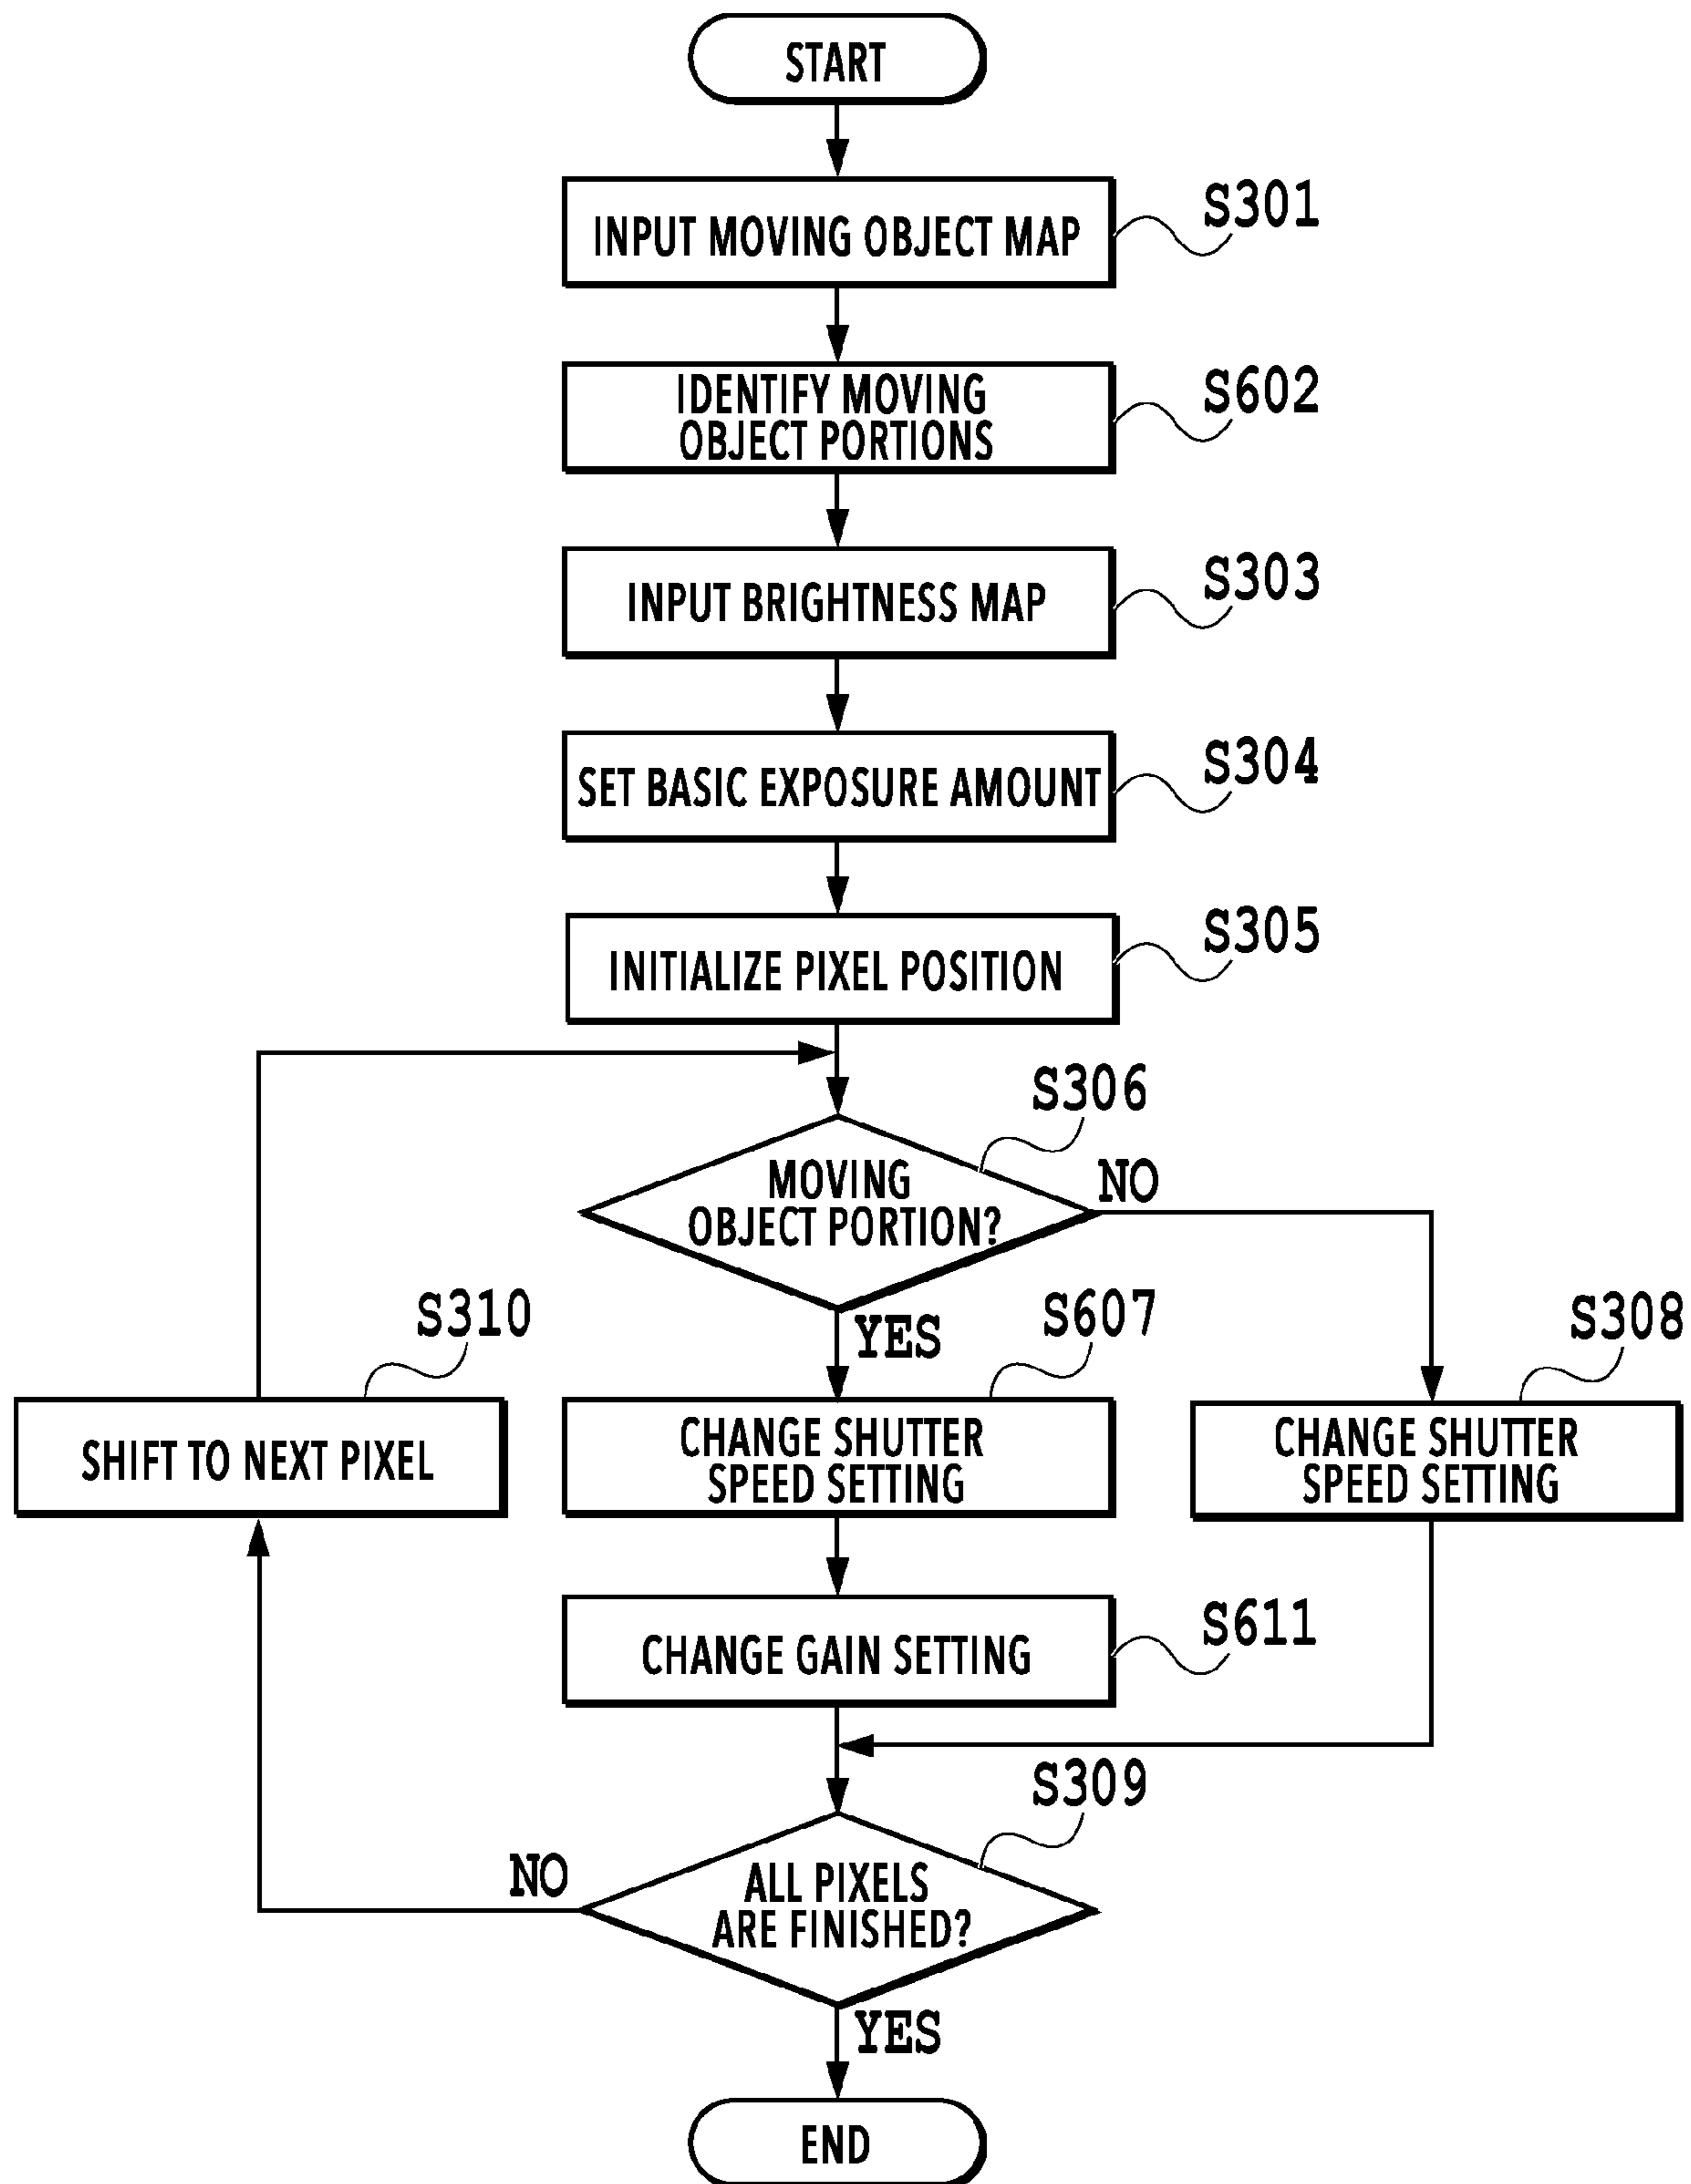 START
INPUT MOVING OBJECT MAP
S301
IDENTIFY MOVING
OBJECT PORTIONS
S602
INPUT BRIGHTNESS MAP
S303
SET BASIC EXPOSURE AMOUNT
S304
INITIALIZE PIXEL POSITION
S305
S306
MOVING
OBJECT PORTION?
NO
YES
S310
SHIFT TO NEXT PIXEL
S607
CHANGE SHUTTER
SPEED SETTING
S308
CHANGE SHUTTER
SPEED SETTING
CHANGE GAIN SETTING
S611
S309
ALL PIXELS
ARE FINISHED?
NO
YES
END